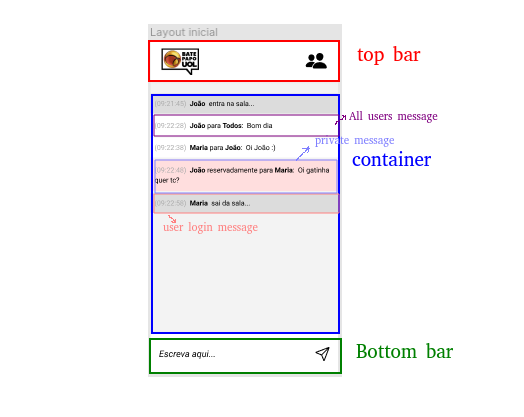 Layout inicial
BATE
PAPO
UOL
top bar
(09:21:45) João entra na sala...
All users message
(09:22:28) João para Todos: Bom dia
private message
(09:22:38) Maria para João: Oi João :)
container
(09:22:48) João reservadamente para Maria: Oi gatinha
quer tc?
(09:22:58) Maria sai da sala...
user login message
Escreva aqui...
Bottom bar